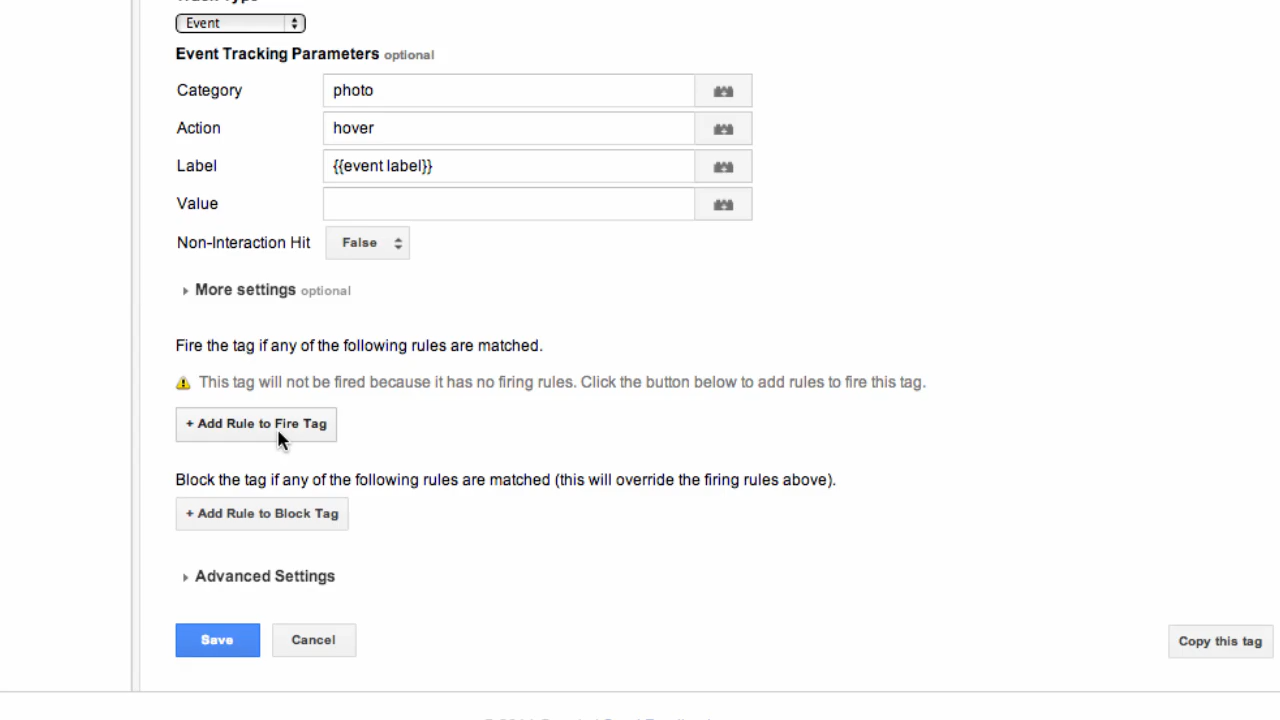 Track Type
Event
Event Tracking Parameters optional
Category photo
Action hover
Label {{event label}}
Value
Non-Interaction Hit False
More settings optional
Fire the tag if any of the following rules are matched.
This tag will not be fired because it has no firing rules. Click the button below to add rules to fire this tag.
+ Add Rule to Fire Tag
Block the tag if any of the following rules are matched (this will override the firing rules above).
+ Add Rule to Block Tag
Advanced Settings
Save Cancel Copy this tag